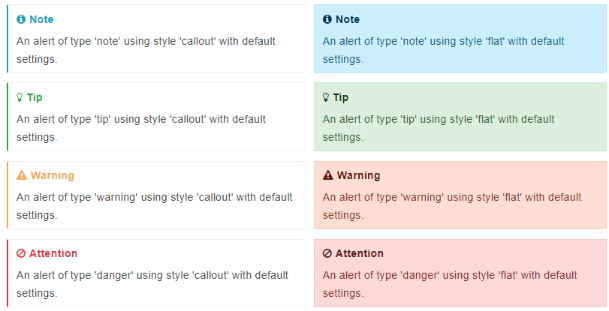 Note
An alert of type 'note' using style 'callout' with default
settings.
Note
An alert of type 'note' using style 'flat' with default
settings.
Tip
An alert of type 'tip' using style 'callout' with default
settings.
Tip
An alert of type 'tip' using style 'flat' with default
settings.
Warning
An alert of type 'warning' using style 'callout' with default
settings.
Warning
An alert of type 'warning' using style 'flat' with default
settings.
Attention
An alert of type 'danger' using style 'callout' with default
settings.
Attention
An alert of type 'danger' using style 'flat' with default
settings.